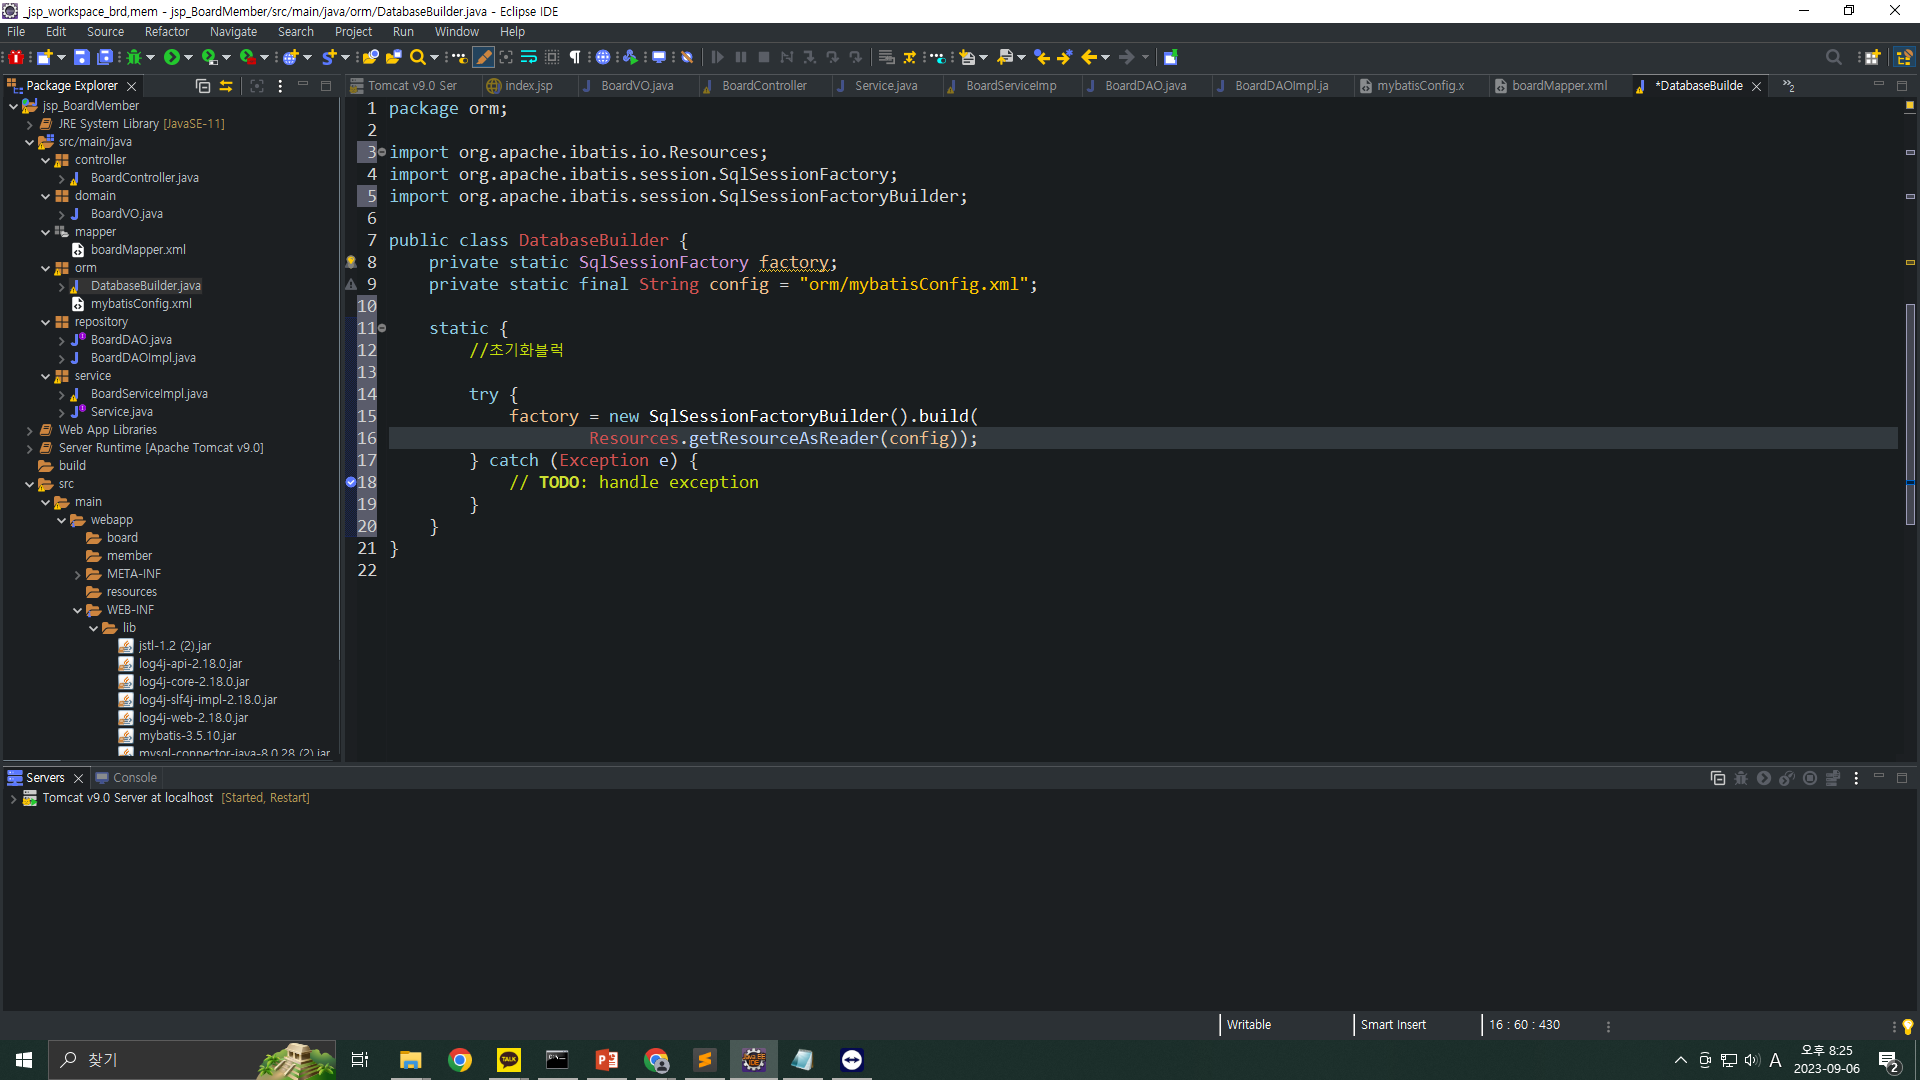 _jsp_workspace_brd,mem - jsp_BoardMember/src/main/java/orm/DatabaseBuilder.java - Eclipse IDE
File Edit Source Refactor Navigate Search Project Run Window Help
Package Explorer
Tomcat v9.0 Ser index.jsp BoardVO.java BoardController Service.java BoardServiceImp BoardDAO.java BoardDAOImpl.ja mybatisConfig.x boardMapper.xml *DatabaseBuilde 2
jsp_BoardMember
JRE System Library [JavaSE-11]
src/main/java
controller
BoardController.java
domain
BoardVO.java
mapper
boardMapper.xml
orm
DatabaseBuilder.java
mybatisConfig.xml
repository
BoardDAO.java
BoardDAOImpl.java
service
BoardServiceImpl.java
Service.java
Web App Libraries
Server Runtime [Apache Tomcat v9.0]
build
src
main
webapp
board
member
META-INF
resources
WEB-INF
lib
jstl-1.2 (2).jar
log4j-api-2.18.0.jar
log4j-core-2.18.0.jar
log4j-slf4j-impl-2.18.0.jar
log4j-web-2.18.0.jar
mybatis-3.5.10.jar
mysql-connector-java-8.0.28 (2).jar
1 package orm;
2
3 import org.apache.ibatis.io.Resources;
4 import org.apache.ibatis.session.SqlSessionFactory;
5 import org.apache.ibatis.session.SqlSessionFactoryBuilder;
6
7 public class DatabaseBuilder {
8 private static SqlSessionFactory factory;
9 private static final String config = "orm/mybatisConfig.xml";
10
11 static {
12 //초기화블럭
13
14 try {
15 factory = new SqlSessionFactoryBuilder().build(
16 Resources.getResourceAsReader(config));
17 } catch (Exception e) {
18 // TODO: handle exception
19 }
20 }
21 }
22
Servers Console
Tomcat v9.0 Server at localhost [Started, Restart]
Writable Smart Insert 16 : 60 : 430
찾기
TALK
A
오후 8:25
2023-09-06
2